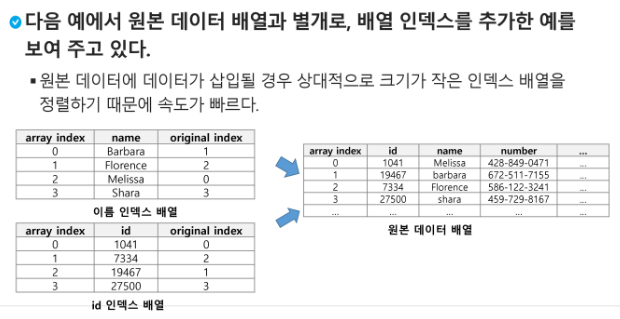 다음 예에서 원본 데이터 배열과 별개로, 배열 인덱스를 추가한 예를
보여 주고 있다.
▪ 원본 데이터에 데이터가 삽입될 경우 상대적으로 크기가 작은 인덱스 배열을
정렬하기 때문에 속도가 빠르다.
array index name original index
0 Barbara 1
1 Florence 2
2 Melissa 0
3 Shara 3
이름 인덱스 배열
array index id original index
0 1041 0
1 7334 2
2 19467 1
3 27500 3
id 인덱스 배열
array index id name number ...
0 1041 Melissa 428-849-0471 ...
1 19467 barbara 672-511-7155 ...
2 7334 Florence 586-122-3241 ...
3 27500 shara 459-729-8167 ...
... ... ... ... ...
원본 데이터 배열